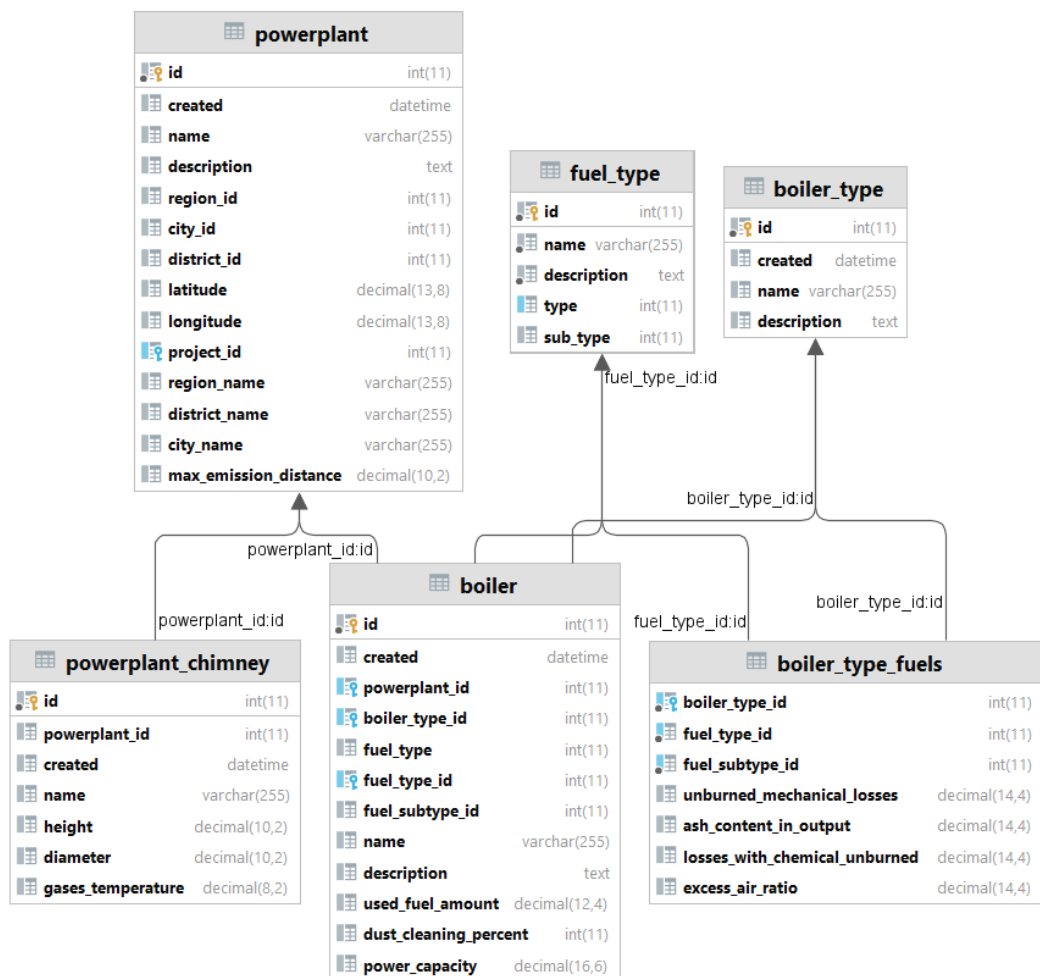 powerplant
id int(11)
created datetime
name varchar(255)
description text
region_id int(11)
city_id int(11)
district_id int(11)
latitude decimal(13,8)
longitude decimal(13,8)
project_id int(11)
region_name varchar(255)
district_name varchar(255)
city_name varchar(255)
max_emission_distance decimal(10,2)
fuel_type
id int(11)
name varchar(255)
description text
type int(11)
sub_type int(11)
boiler_type
id int(11)
created datetime
name varchar(255)
description text
fuel_type_id:id
boiler_type_id:id
powerplant_id:id
powerplant_id:id
fuel_type_id:id
boiler_type_id:id
powerplant_chimney
id int(11)
powerplant_id int(11)
created datetime
name varchar(255)
height decimal(10,2)
diameter decimal(10,2)
gases_temperature decimal(8,2)
boiler
id int(11)
created datetime
powerplant_id int(11)
boiler_type_id int(11)
fuel_type int(11)
fuel_type_id int(11)
fuel_subtype_id int(11)
name varchar(255)
description text
used_fuel_amount decimal(12,4)
dust_cleaning_percent int(11)
power_capacity decimal(16,6)
boiler_type_fuels
boiler_type_id int(11)
fuel_type_id int(11)
fuel_subtype_id int(11)
unburned_mechanical_losses decimal(14,4)
ash_content_in_output decimal(14,4)
losses_with_chemical_unburned decimal(14,4)
excess_air_ratio decimal(14,4)